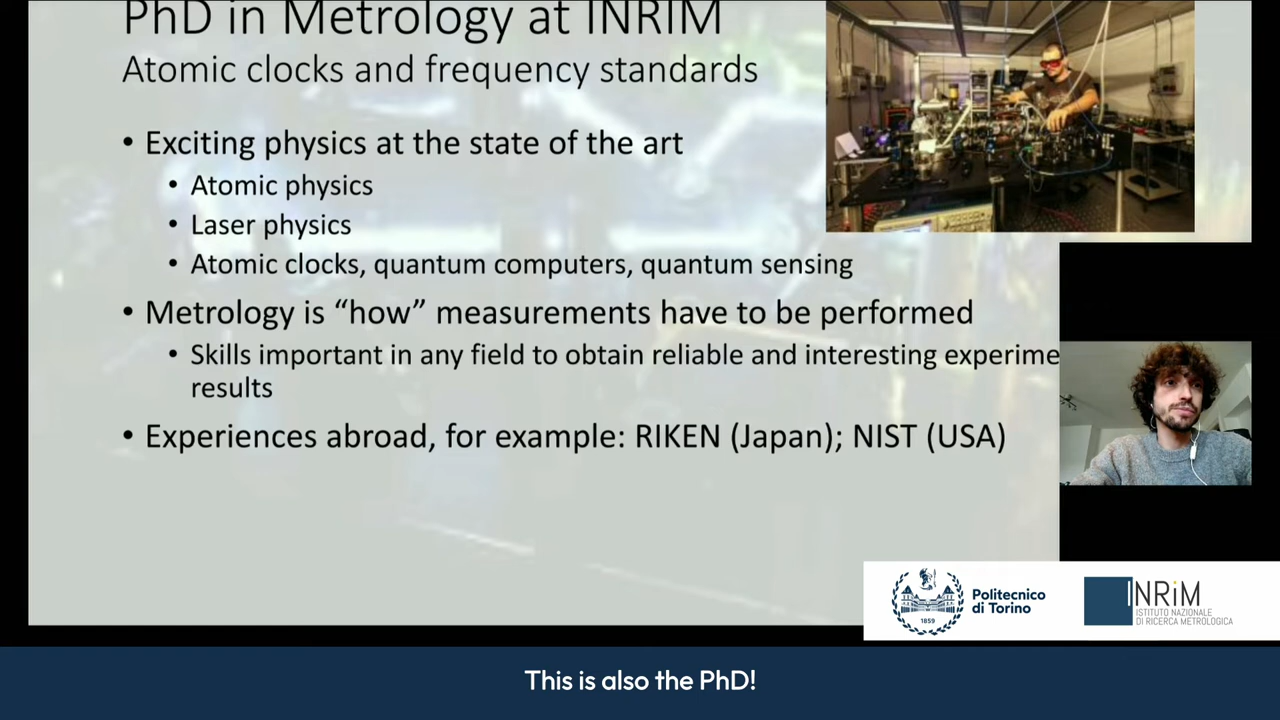 PhD in Metrology at INRIM
Atomic clocks and frequency standards
• Exciting physics at the state of the art
• Atomic physics
• Laser physics
• Atomic clocks, quantum computers, quantum sensing
• Metrology is “how” measurements have to be performed
• Skills important in any field to obtain reliable and interesting experime
results
• Experiences abroad, for example: RIKEN (Japan); NIST (USA)
1859
Politecnico
di Torino
INRiM
ISTITUTO NAZIONALE
DI RICERCA METROLOGICA
This is also the PhD!